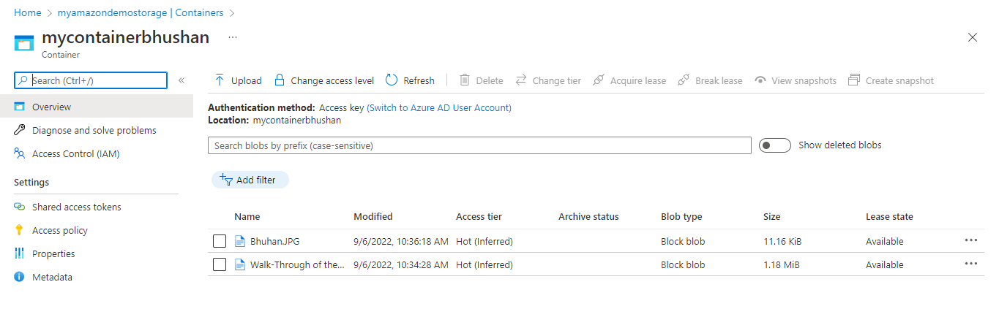 Home > myamazondemostorage | Containers >
mycontainerbhushan ...
Container
Search (Ctrl+/) «
Upload Change access level Refresh Delete Change tier Acquire lease Break lease View snapshots Create snapshot
Overview
Diagnose and solve problems
Access Control (IAM)
Settings
Shared access tokens
Access policy
Properties
Metadata
Authentication method: Access key (Switch to Azure AD User Account)
Location: mycontainerbhushan
Search blobs by prefix (case-sensitive) Show deleted blobs
Add filter
Name Modified Access tier Archive status Blob type Size Lease state
Bhuhan.JPG 9/6/2022, 10:36:18 AM Hot (Inferred) Block blob 11.16 KiB Available ...
Walk-Through of the... 9/6/2022, 10:34:28 AM Hot (Inferred) Block blob 1.18 MiB Available ...